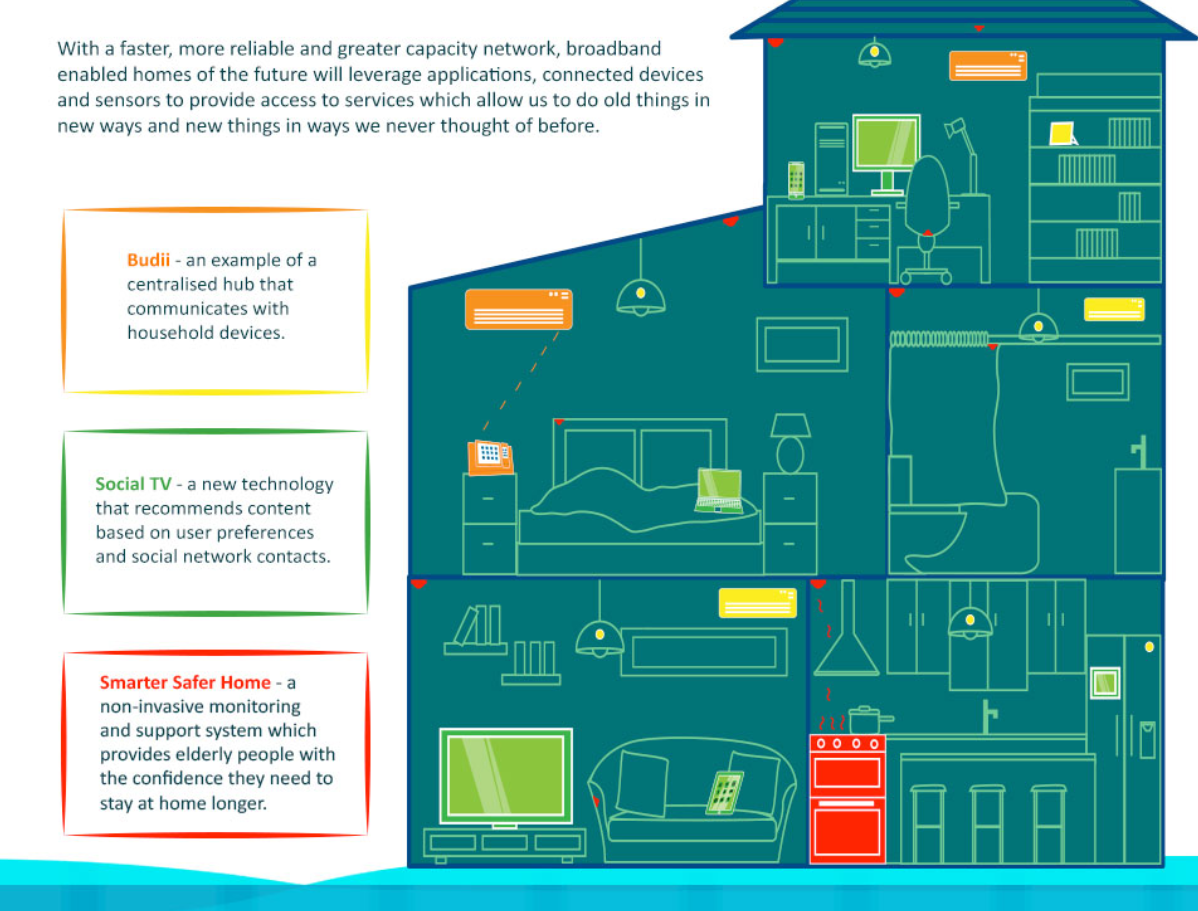 With a faster, more reliable and greater capacity network, broadband
enabled homes of the future will leverage applications, connected devices
and sensors to provide access to services which allow us to do old things in
new ways and new things in ways we never thought of before.
Budii - an example of a
centralised hub that
communicates with
household devices.
Social TV - a new technology
that recommends content
based on user preferences
and social network contacts.
Smarter Safer Home - a
non-invasive monitoring
and support system which
provides elderly people with
the confidence they need to
stay at home longer.